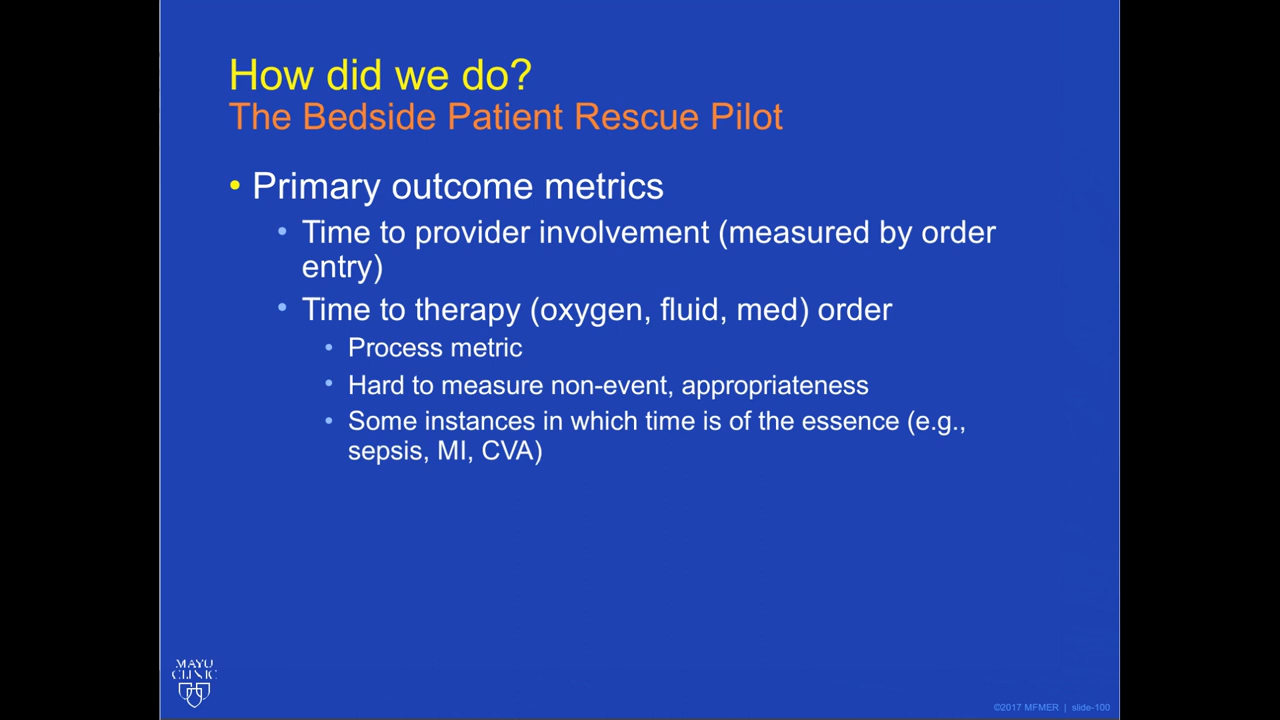 How did we do?
The Bedside Patient Rescue Pilot
• Primary outcome metrics
• Time to provider involvement (measured by order
entry)
• Time to therapy (oxygen, fluid, med) order
• Process metric
• Hard to measure non-event, appropriateness
• Some instances in which time is of the essence (e.g.,
sepsis, MI, CVA)
MAYO
CLINIC
©2017 MFMER | slide-100